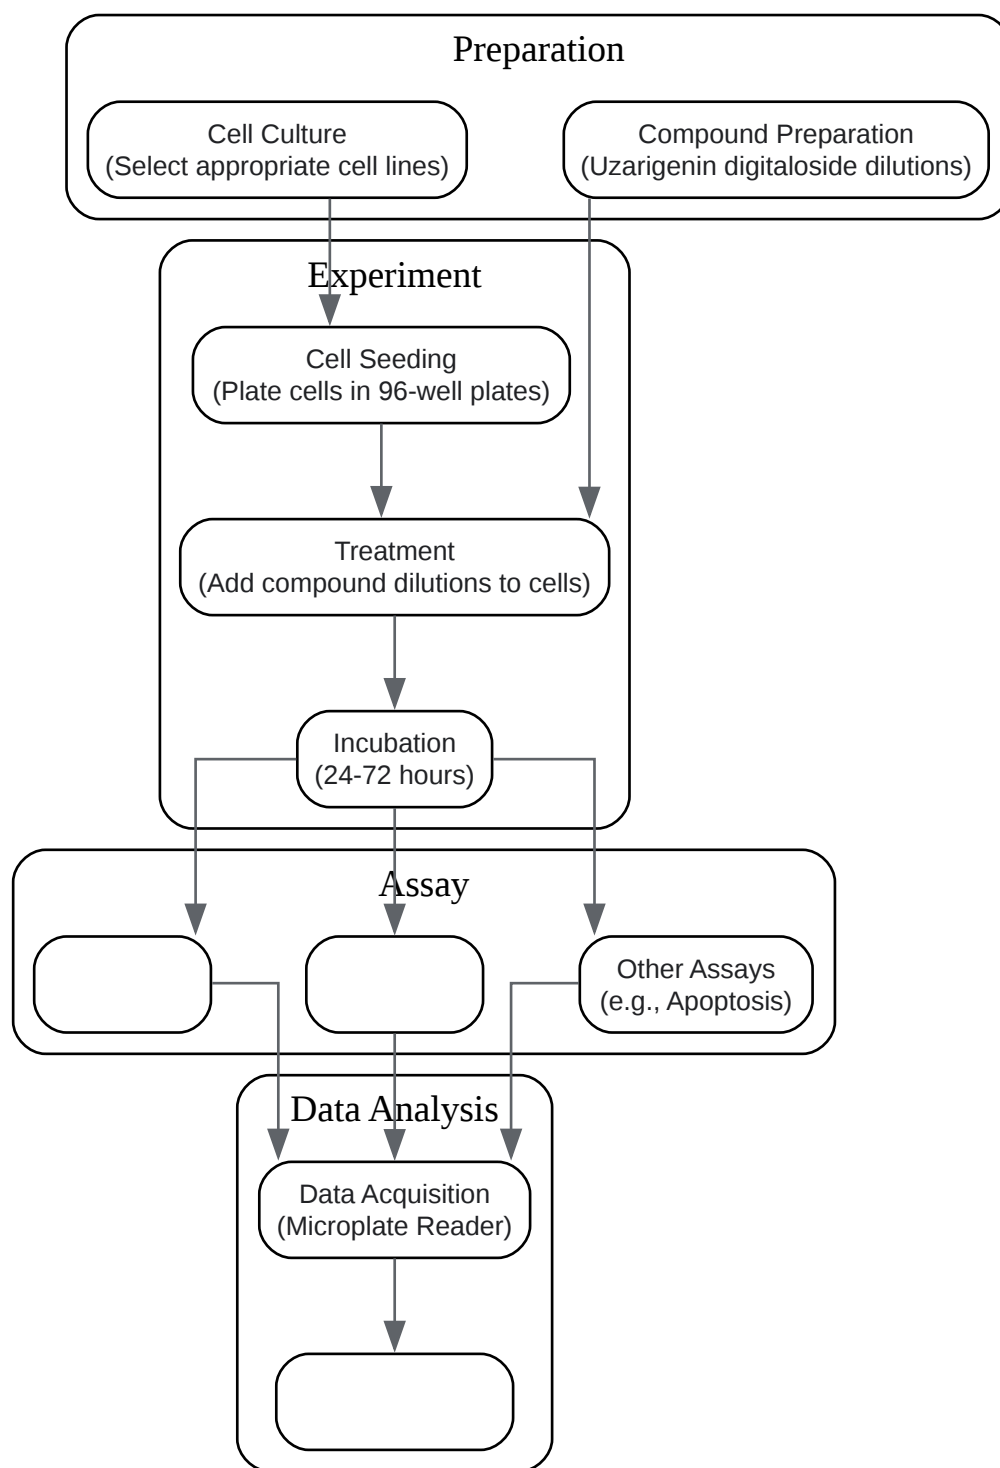 Preparation
Cell Culture
(Select appropriate cell lines)
Compound Preparation
(Uzarigenin digitaloside dilutions)
Experiment
Cell Seeding
(Plate cells in 96-well plates)
Treatment
(Add compound dilutions to cells)
Incubation
(24-72 hours)
Assay
Other Assays
(e.g., Apoptosis)
Data Analysis
Data Acquisition
(Microplate Reader)